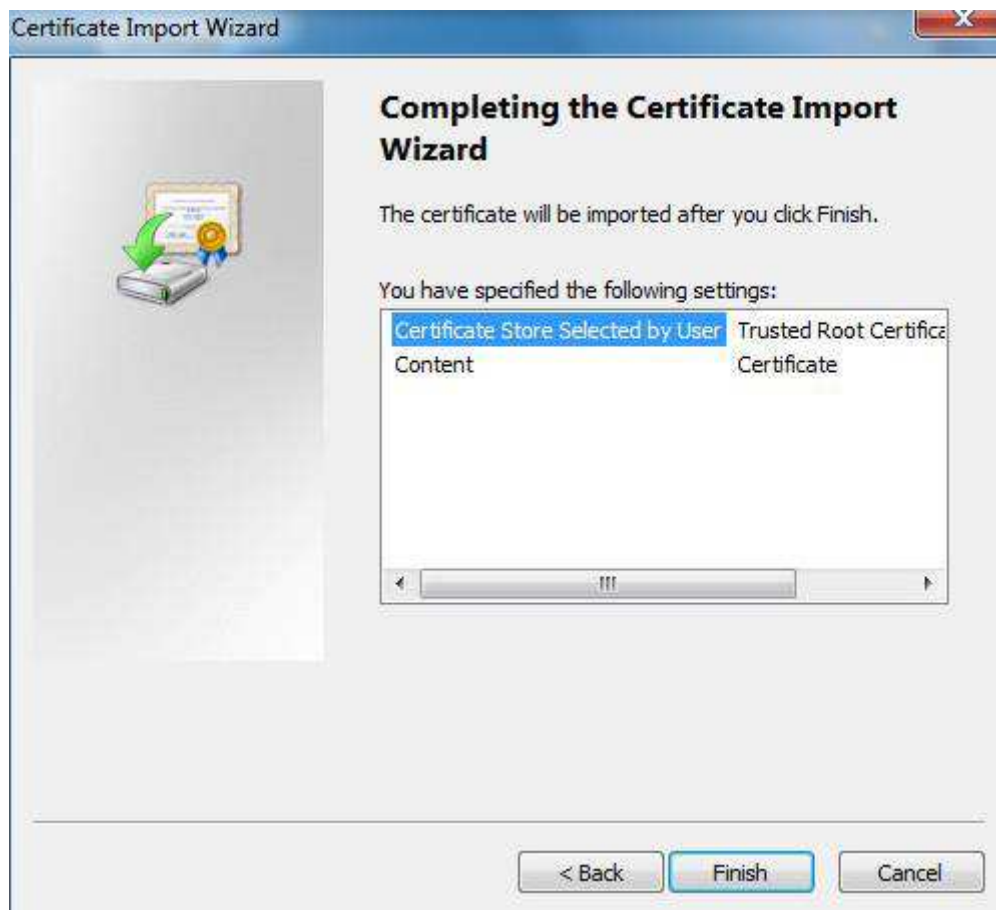 Certificate Import Wizard
Completing the Certificate Import
Wizard
The certificate will be imported after you click Finish.
You have specified the following settings:
Certificate Store Selected by User Trusted Root Certifica
Content Certificate
< Back Finish Cancel